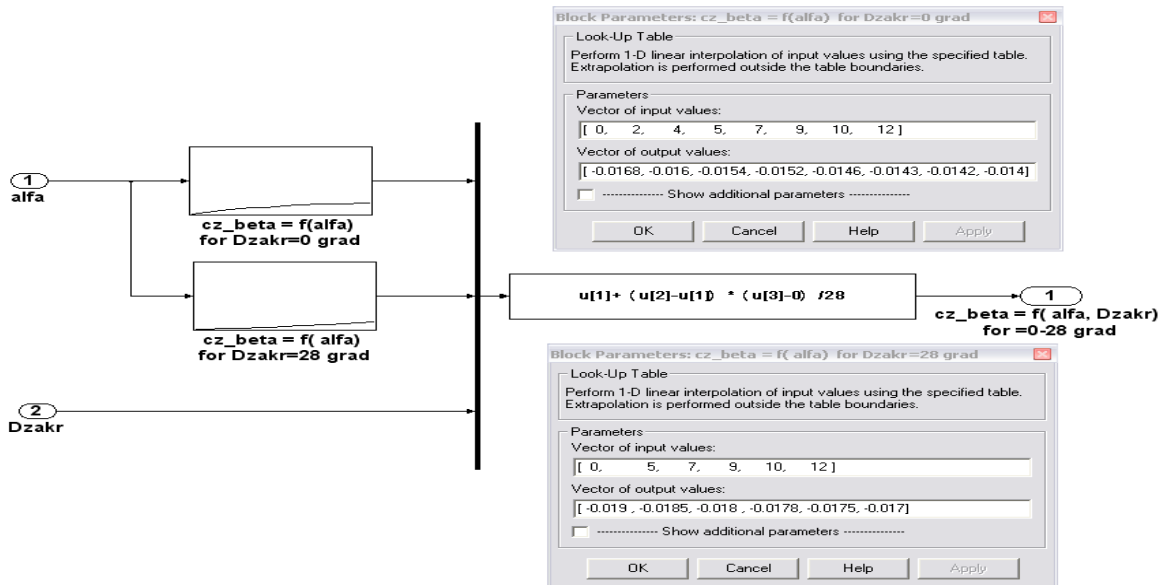 Block Parameters: cz_beta = f(alfa) for Dzakr=0 grad
Look-Up Table
Perform 1-D linear interpolation of input values using the specified table.
Extrapolation is performed outside the table boundaries.
Parameters
Vector of input values:
[ 0, 2, 4, 5, 7, 9, 10, 12 ]
Vector of output values:
[ -0.0168, -0.016, -0.0154, -0.0152, -0.0146, -0.0143, -0.0142, -0.014]
-------------- Show additional parameters --------------
OK Cancel Help Apply
1
alfa
cz_beta = f(alfa)
for Dzakr=0 grad
cz_beta = f( alfa)
for Dzakr=28 grad
2
Dzakr
u[1]+ ( u[2]-u[1]) * ( u[3]-0) /28
1
cz_beta = f( alfa, Dzakr)
for =0-28 grad
Block Parameters: cz_beta = f( alfa) for Dzakr=28 grad
Look-Up Table
Perform 1-D linear interpolation of input values using the specified table.
Extrapolation is performed outside the table boundaries.
Parameters
Vector of input values:
[ 0, 5, 7, 9, 10, 12 ]
Vector of output values:
[ -0.019 , -0.0185, -0.018 , -0.0178, -0.0175, -0.017]
-------------- Show additional parameters --------------
OK Cancel Help Apply